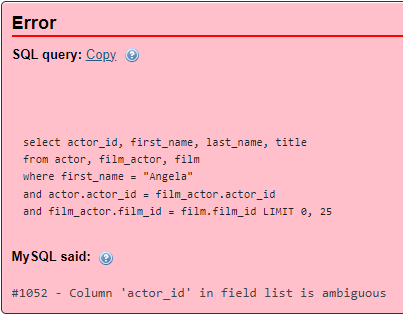 Error
SQL query: Copy
select actor_id, first_name, last_name, title
from actor, film_actor, film
where first_name = "Angela"
and actor.actor_id = film_actor.actor_id
and film_actor.film_id = film.film_id LIMIT 0, 25
MySQL said:
#1052 - Column 'actor_id' in field list is ambiguous